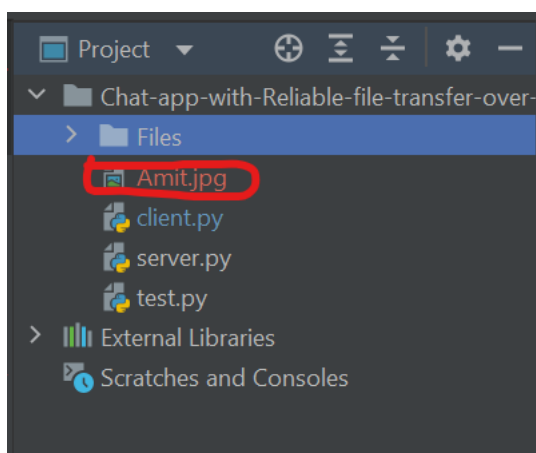 Project
Chat-app-with-Reliable-file-transfer-over-
Files
Amit.jpg
client.py
server.py
test.py
External Libraries
Scratches and Consoles